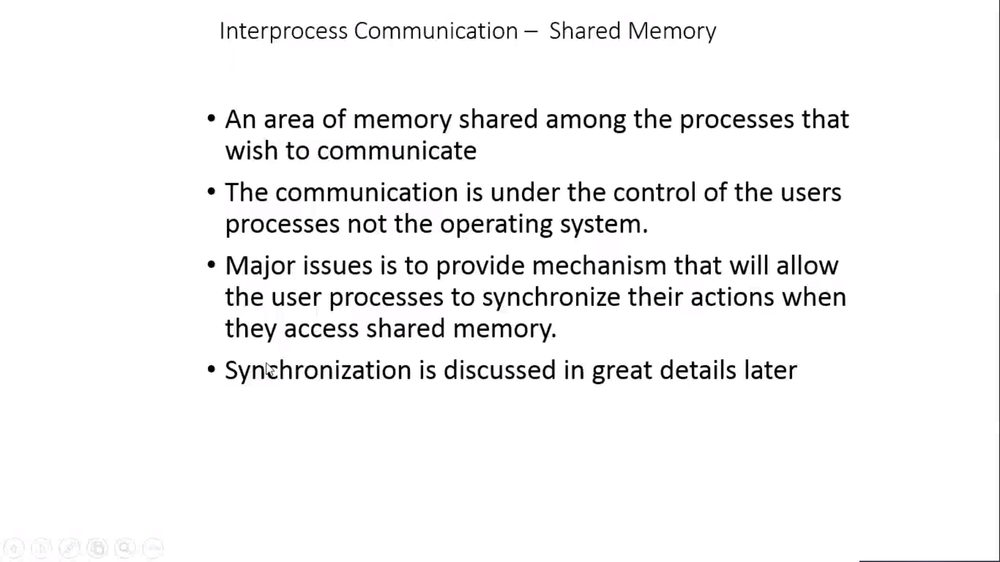 Interprocess Communication – Shared Memory
• An area of memory shared among the processes that
wish to communicate
• The communication is under the control of the users
processes not the operating system.
• Major issues is to provide mechanism that will allow
the user processes to synchronize their actions when
they access shared memory.
• Synchronization is discussed in great details later